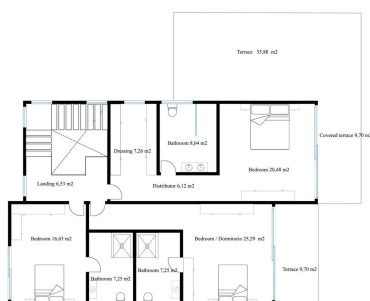 Terrace 35,88 m2
Covered terrace 9,70 m2
Bathroom 8,64 m2
Dressing 7,26 m2
Bedroom 20,48 m2
Landing 6,53 m2
Distributor 6,12 m2
Bedroom 16,63 m2
Bedroom / Dormitorio 25,29 m2
Bathroom 7,25 m2
Bathroom 7,25 m2
Terrace 9,70 m2